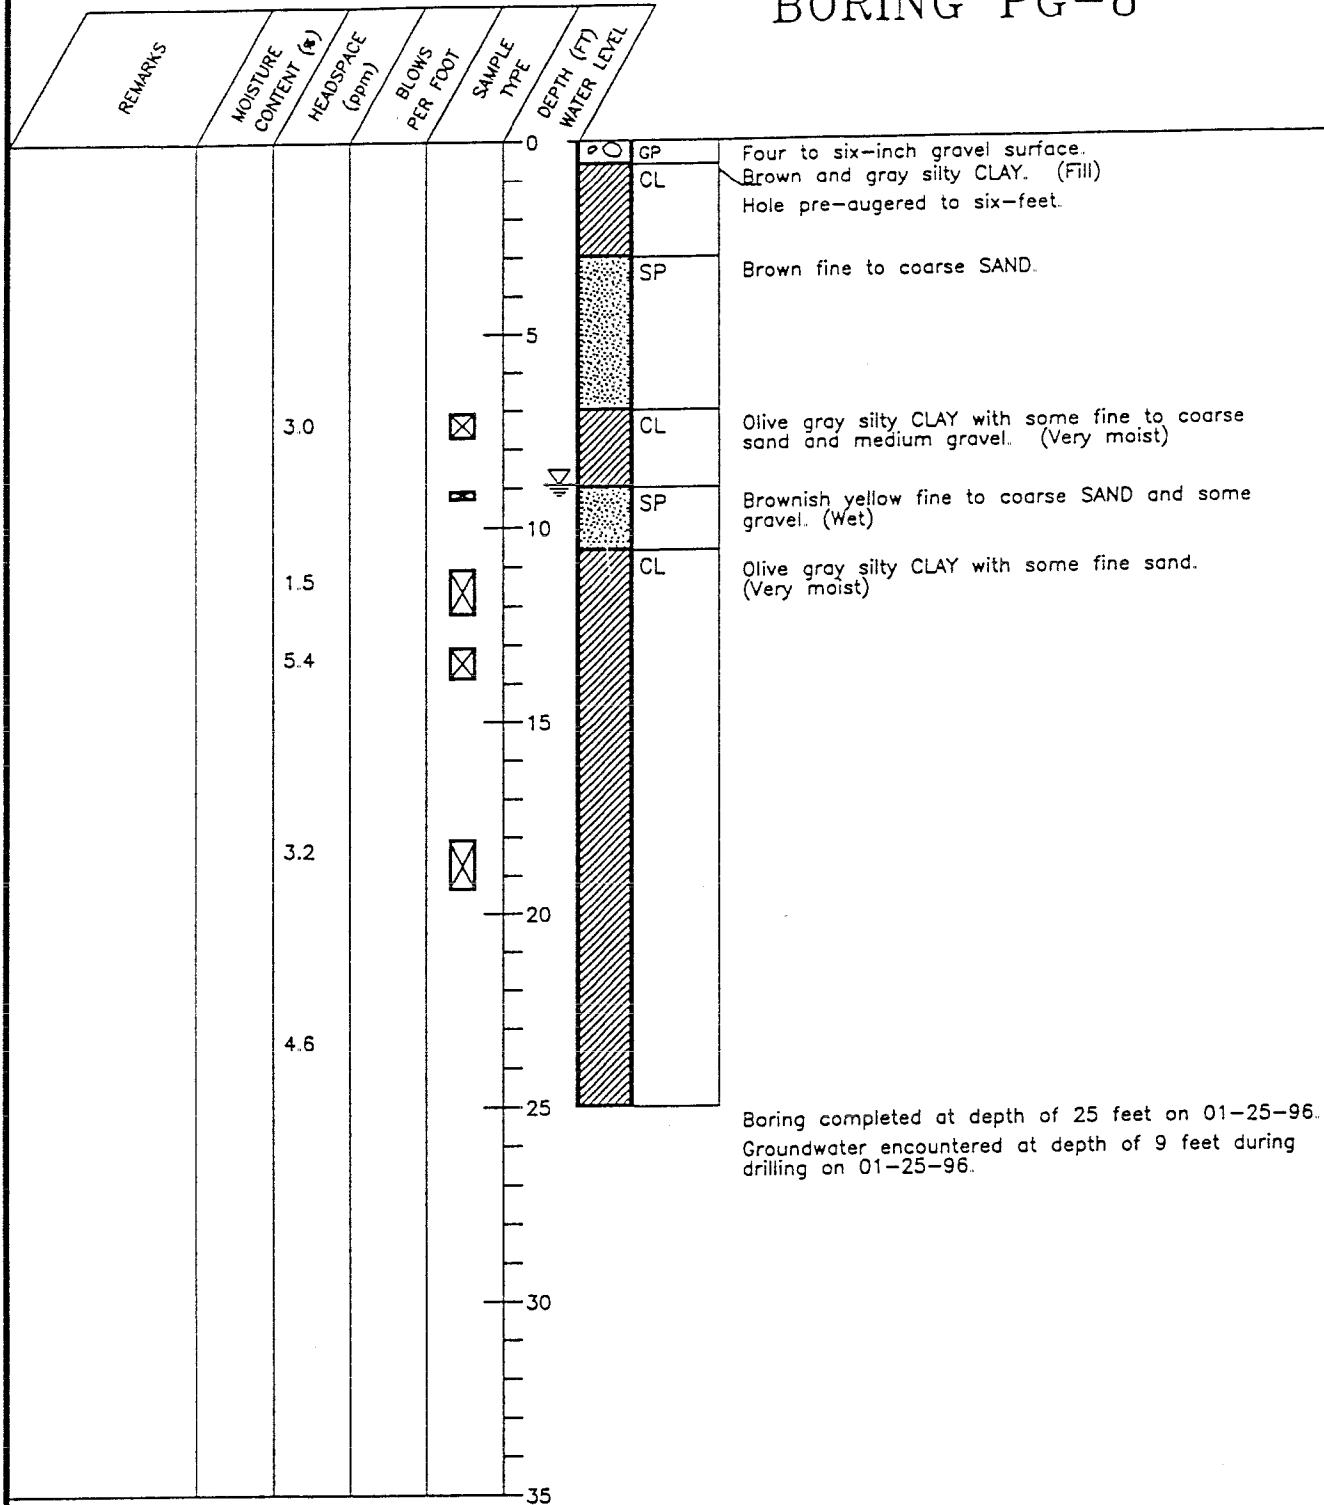 BORING PG-8
REMARKS
MOISTURE
CONTENT (%)
HEADSPACE
(ppm)
BLOWS
PER FOOT
SAMPLE
TYPE
DEPTH (FT)
WATER LEVEL
0
GP
Four to six-inch gravel surface.
CL
Brown and gray silty CLAY. (Fill)
Hole pre-augered to six-feet.
SP
Brown fine to coarse SAND.
5
3.0
CL
Olive gray silty CLAY with some fine to coarse
sand and medium gravel. (Very moist)
SP
Brownish yellow fine to coarse SAND and some
gravel. (Wet)
10
CL
Olive gray silty CLAY with some fine sand.
(Very moist)
1.5
5.4
15
3.2
20
4.6
25
Boring completed at depth of 25 feet on 01-25-96.
Groundwater encountered at depth of 9 feet during
drilling on 01-25-96.
30
35